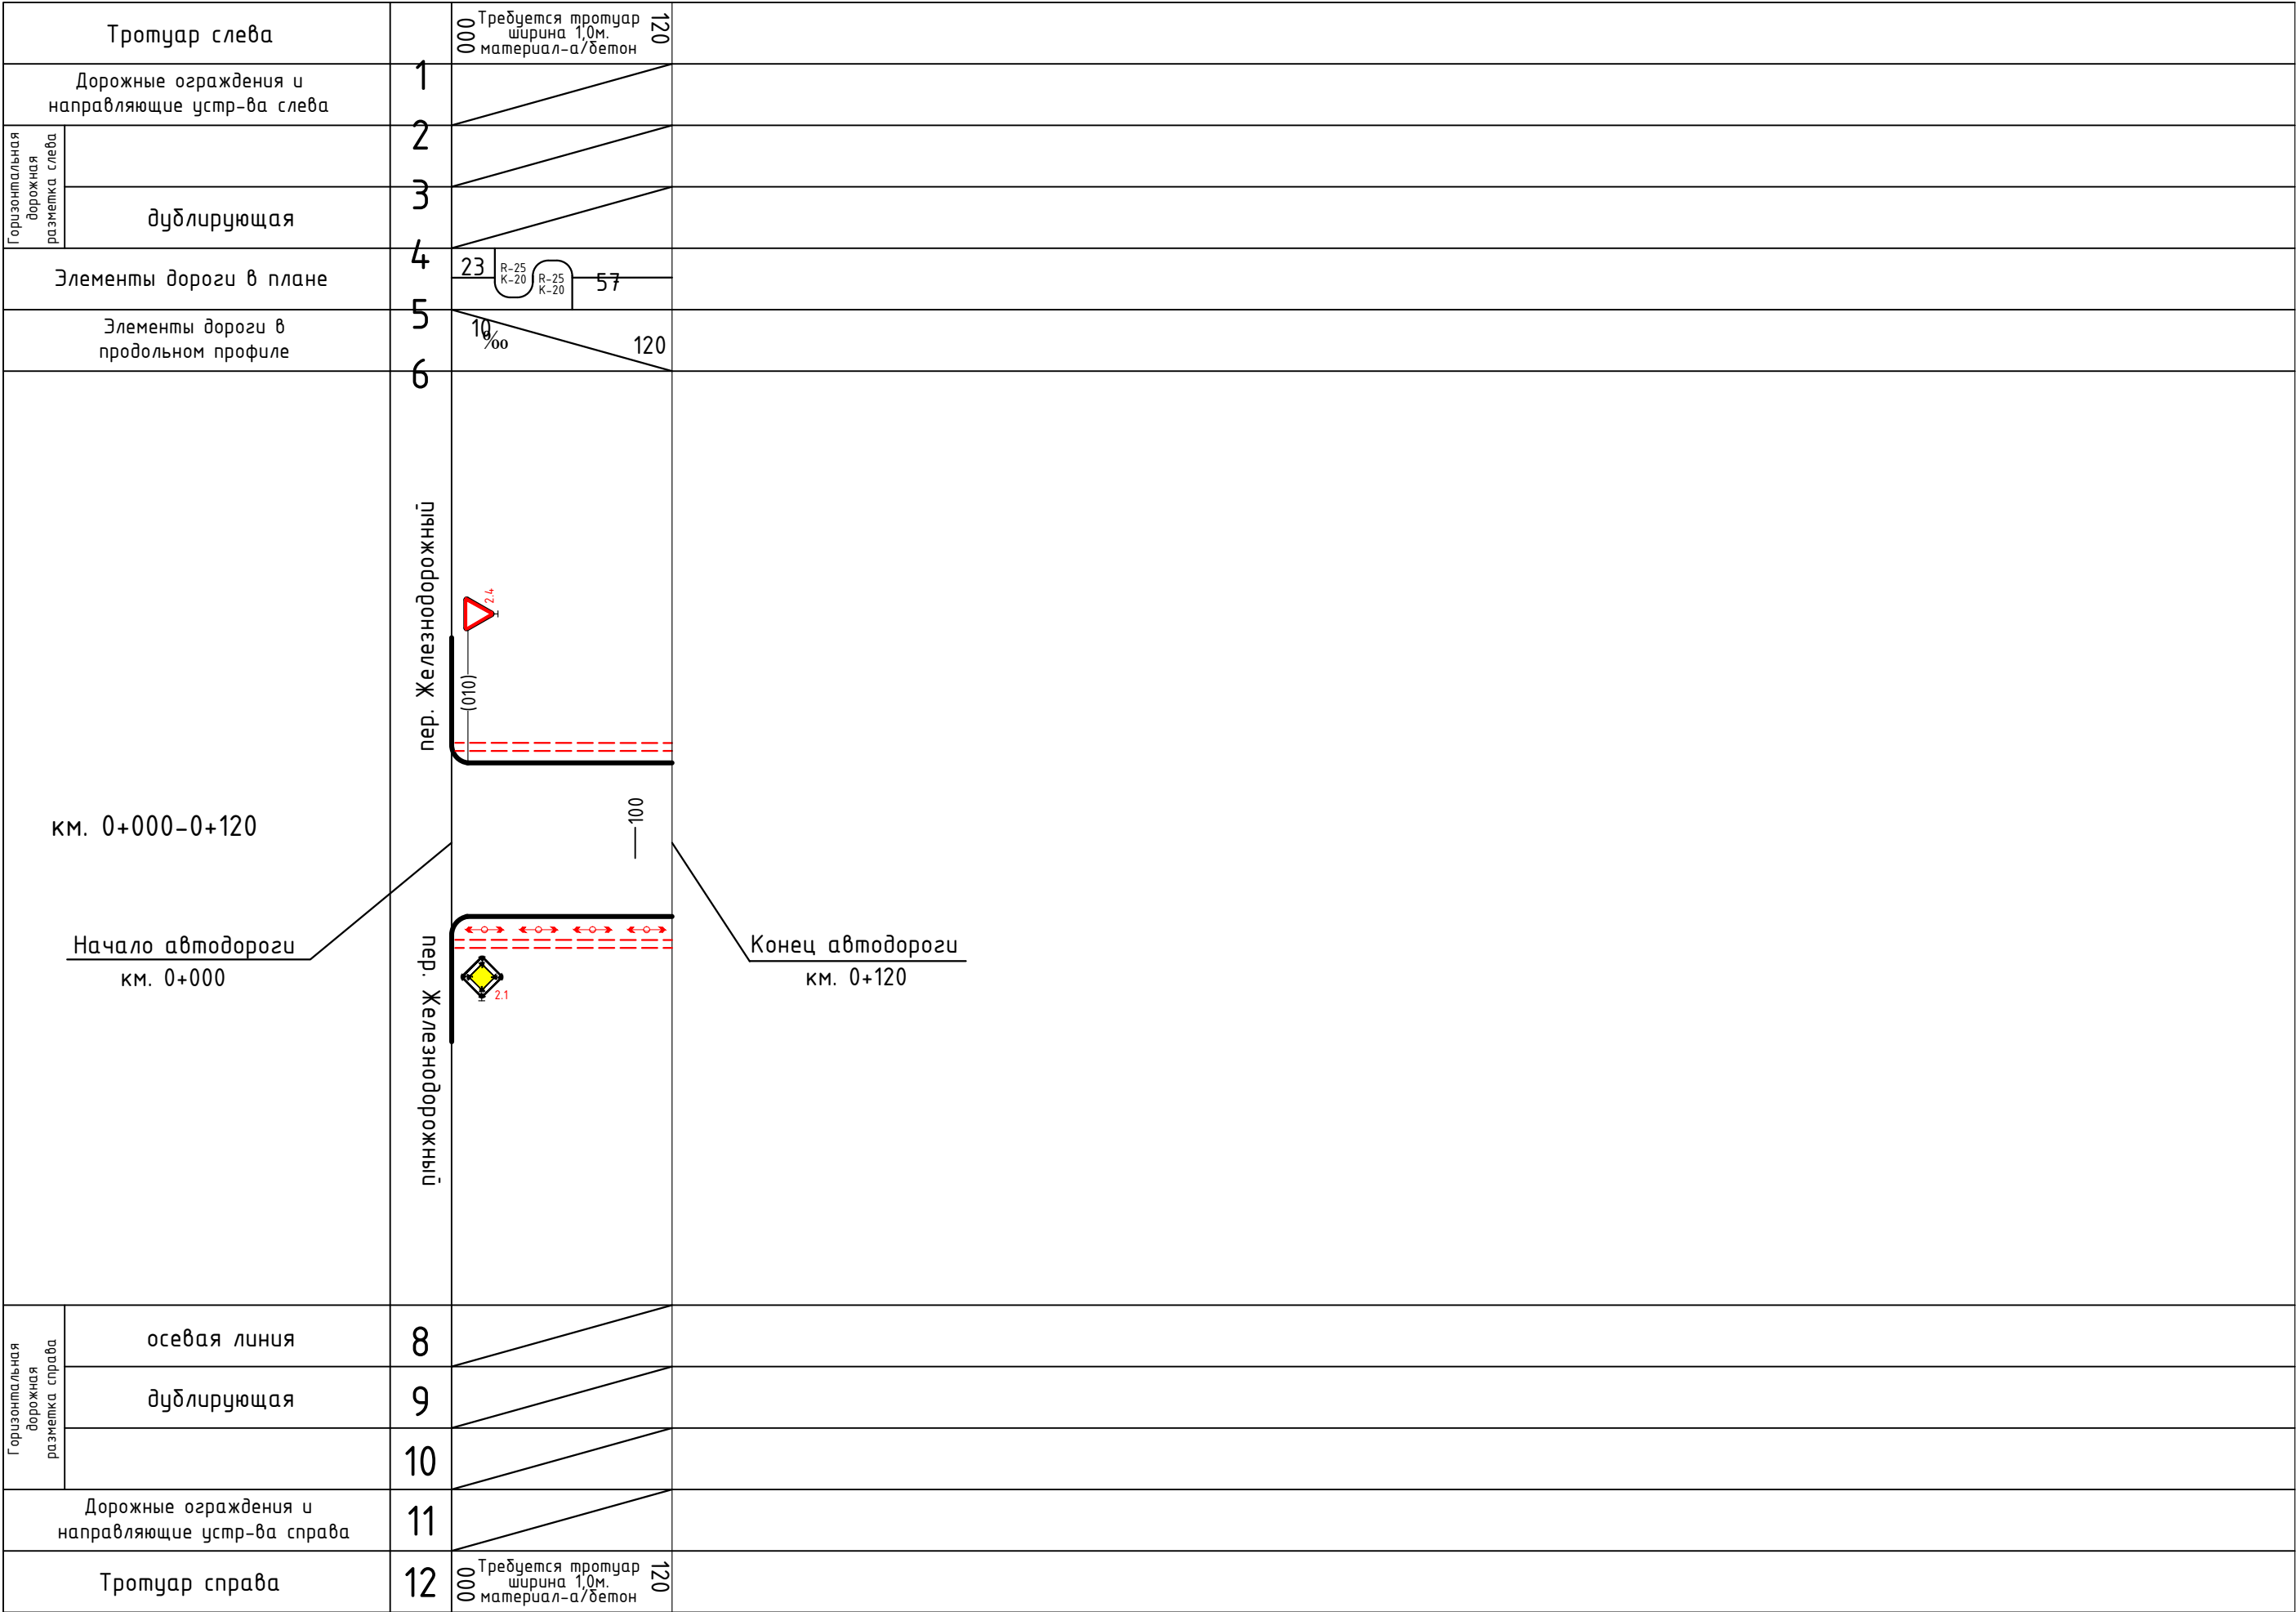 Тротуар слева
000
Требуется тротуар
ширина 1,0м.
материал-а/бетон
120
1
Дорожные ограждения и
направляющие устр-ва слева
2
Горизонтальная
дорожная
разметка слева
3
дублирующая
4
Элементы дороги в плане
23
R-25
К-20
R-25
К-20
57
5
Элементы дороги в
продольном профиле
10
‰
120
6
пер. Железнодорожный
2.4
(010)
км. 0+000-0+120
100
Начало автодороги
км. 0+000
Конец автодороги
км. 0+120
2.1
пер. Железнодорожный
Горизонтальная
дорожная
разметка справа
осевая линия
8
дублирующая
9
10
Дорожные ограждения и
направляющие устр-ва справа
11
Тротуар справа
12
000
Требуется тротуар
ширина 1,0м.
материал-а/бетон
120